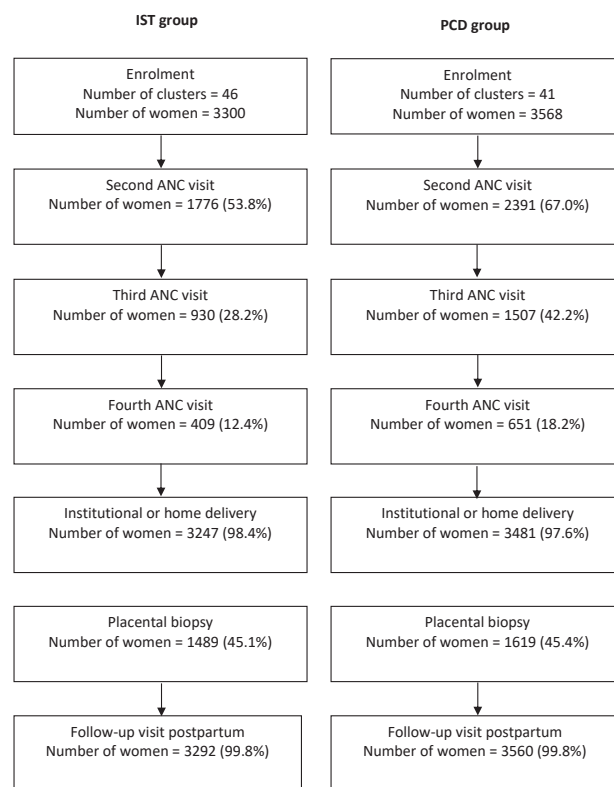 IST group
PCD group
Enrolment
Number of clusters = 46
Number of women = 3300
Enrolment
Number of clusters = 41
Number of women = 3568
Second ANC visit
Number of women = 1776 (53.8%)
Second ANC visit
Number of women = 2391 (67.0%)
Third ANC visit
Number of women = 930 (28.2%)
Third ANC visit
Number of women = 1507 (42.2%)
Fourth ANC visit
Number of women = 409 (12.4%)
Fourth ANC visit
Number of women = 651 (18.2%)
Institutional or home delivery
Number of women = 3247 (98.4%)
Institutional or home delivery
Number of women = 3481 (97.6%)
Placental biopsy
Number of women = 1489 (45.1%)
Placental biopsy
Number of women = 1619 (45.4%)
Follow-up visit postpartum
Number of women = 3292 (99.8%)
Follow-up visit postpartum
Number of women = 3560 (99.8%)